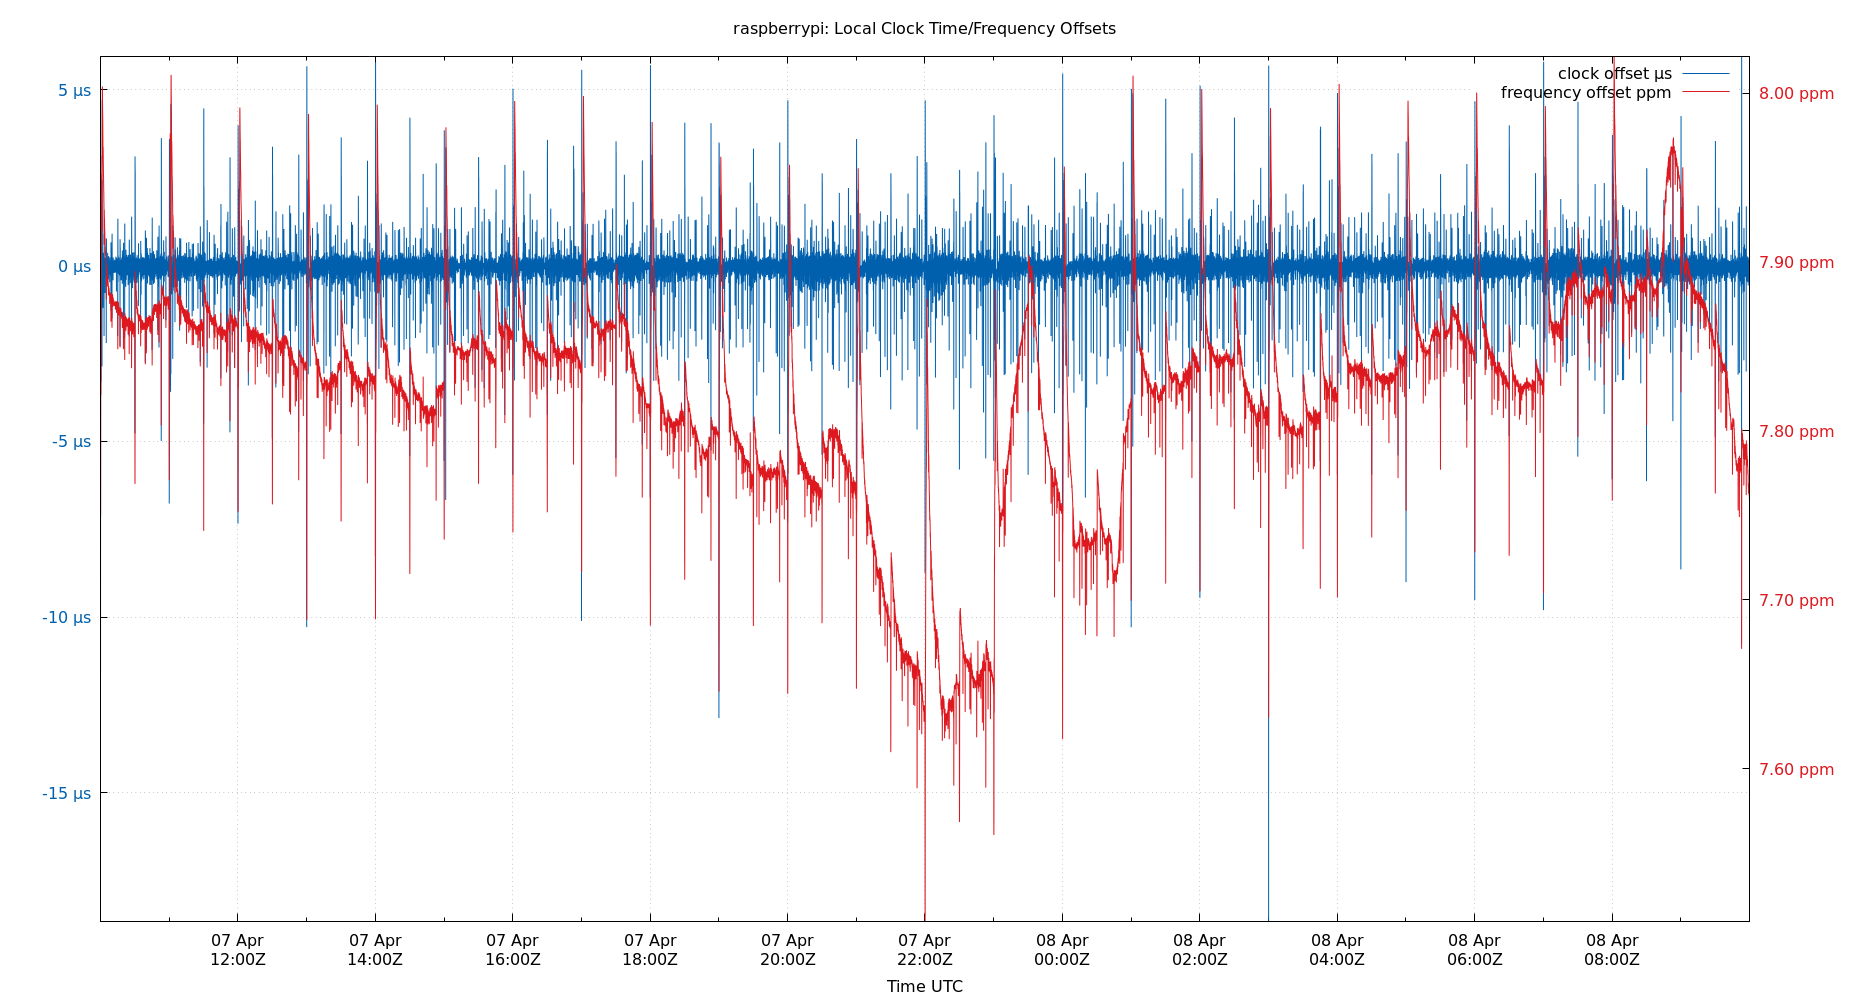 raspberrypi: Local Clock Time/Frequency Offsets
clock offset µs
frequency offset ppm
5 µs
0 µs
-5 µs
-10 µs
-15 µs
8.00 ppm
7.90 ppm
7.80 ppm
7.70 ppm
7.60 ppm
07 Apr 07 Apr 07 Apr 07 Apr 07 Apr 07 Apr 08 Apr 08 Apr 08 Apr 08 Apr 08 Apr
12:00Z 14:00Z 16:00Z 18:00Z 20:00Z 22:00Z 00:00Z 02:00Z 04:00Z 06:00Z 08:00Z
Time UTC